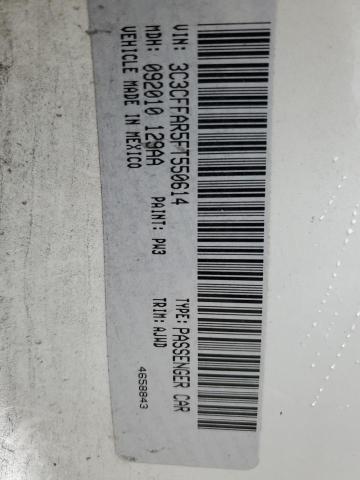 VIN: 3C3CFFAR5FT550614 TYPE: PASSENGER CAR
MDH: 092010 129AA PAINT: PW3 TRIM: AJWD
VEHICLE MADE IN MEXICO 4658843